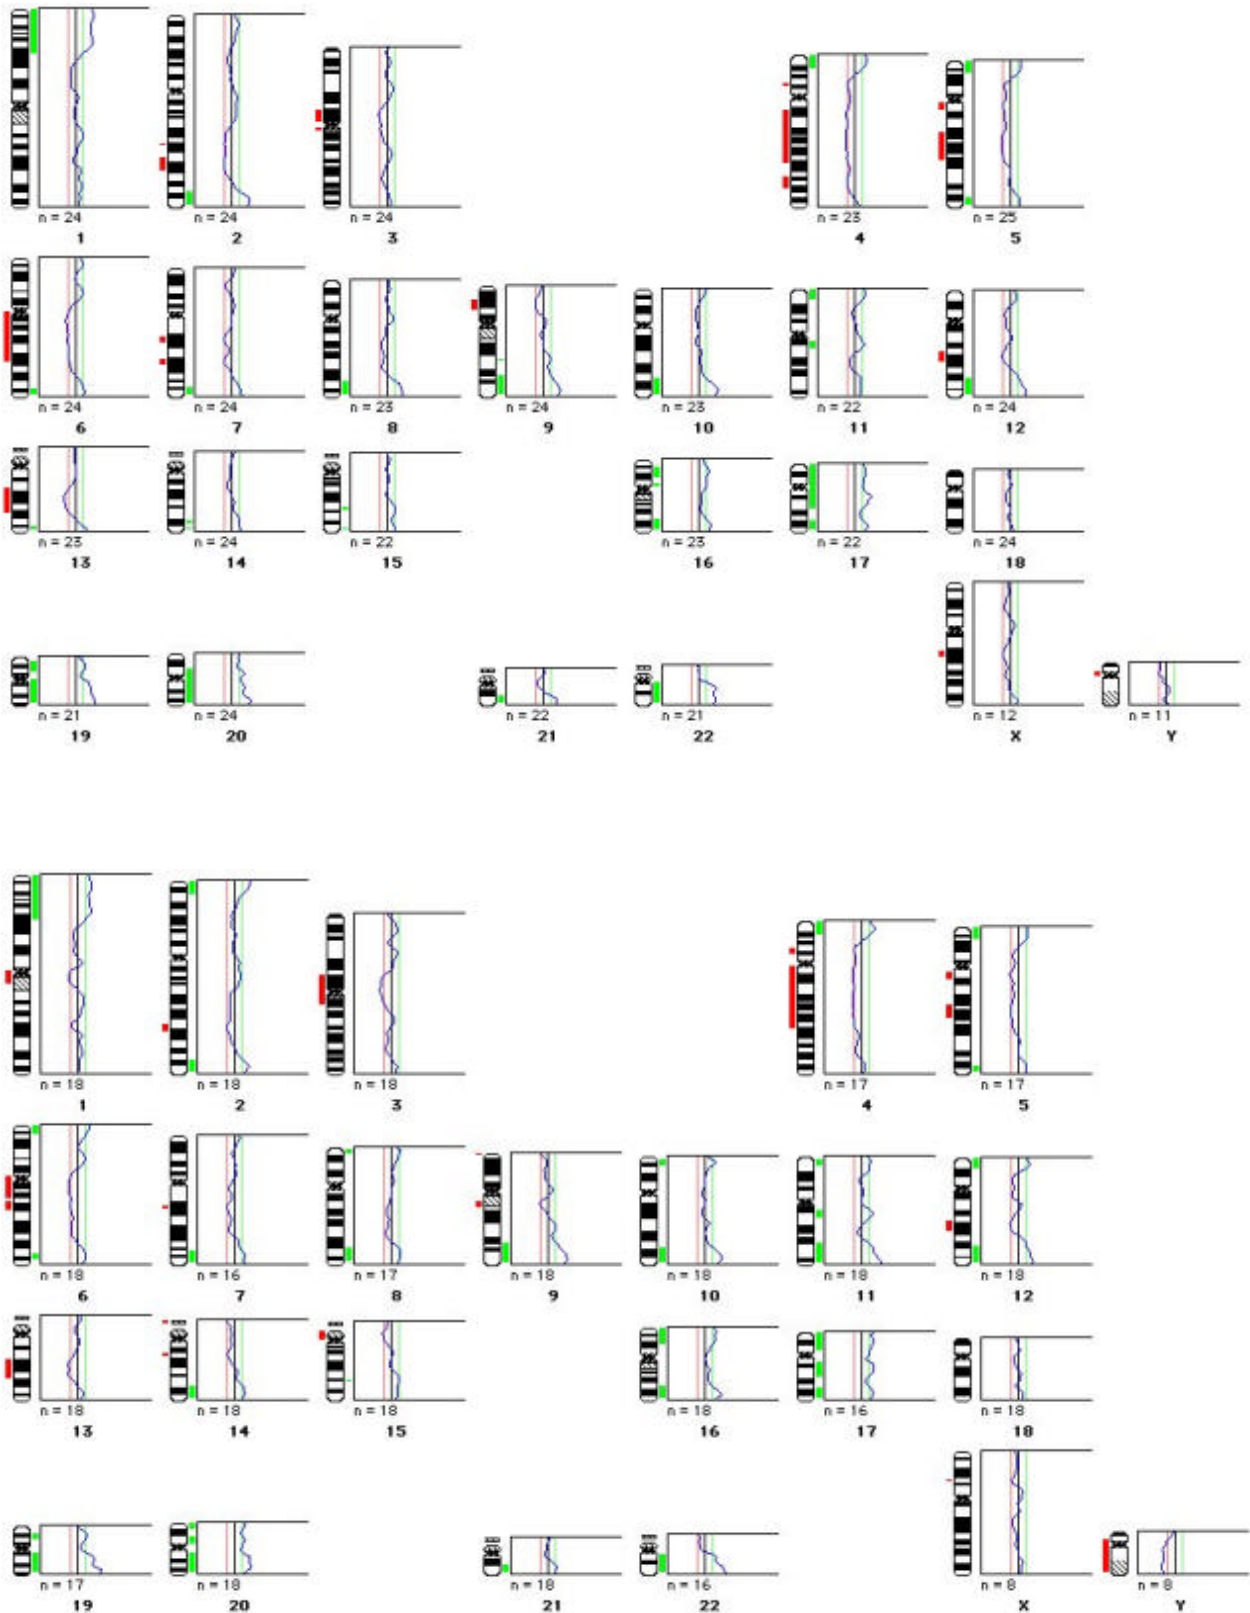 n = 24 n = 24 n = 24 n = 23 n = 25
1 2 3 4 5
n = 24 n = 24 n = 23 n = 24 n = 23 n = 22 n = 24
6 7 8 9 10 11 12
n = 23 n = 24 n = 22 n = 23 n = 22 n = 24
13 14 15 16 17 18
n = 21 n = 24 n = 22 n = 21 n = 12 n = 11
19 20 21 22 X Y
n = 18 n = 18 n = 18 n = 17 n = 17
1 2 3 4 5
n = 18 n = 16 n = 17 n = 18 n = 18 n = 18 n = 18
6 7 8 9 10 11 12
n = 18 n = 18 n = 18 n = 18 n = 16 n = 18
13 14 15 16 17 18
n = 17 n = 18 n = 18 n = 16 n = 8 n = 8
19 20 21 22 X Y